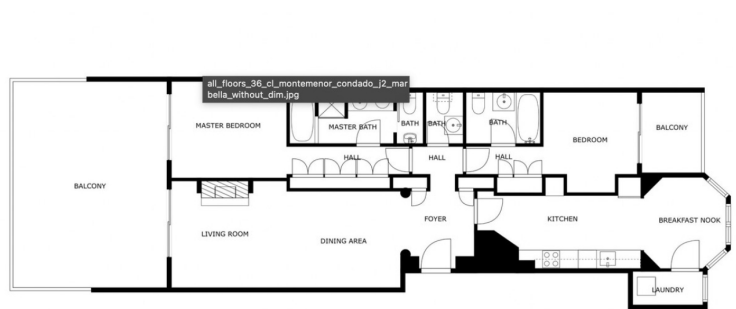 all_floors_36_cl_montemenor_condado_j2_mar
bella_without_dim.jpg
MASTER BEDROOM
MASTER BATH
BATH
BATH
BATH
BEDROOM
BALCONY
HALL
HALL
HALL
BALCONY
LIVING ROOM
DINING AREA
FOYER
KITCHEN
BREAKFAST NOOK
LAUNDRY